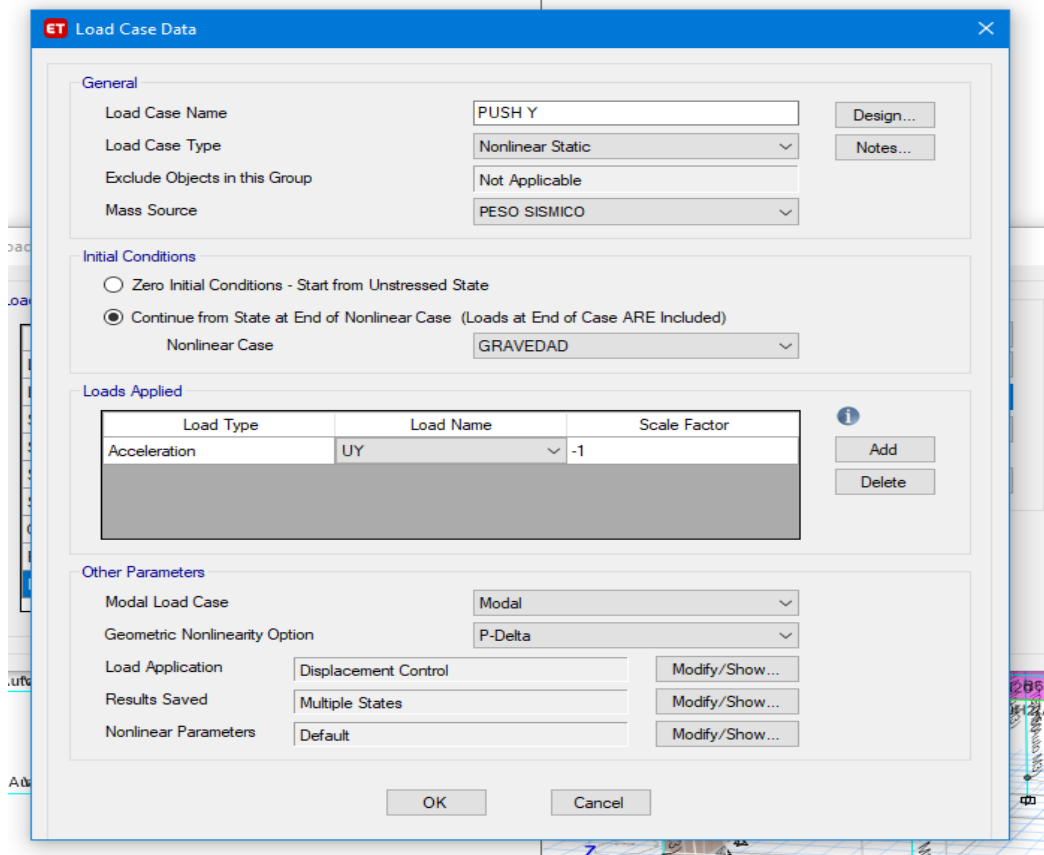 ET Load Case Data
General
Load Case Name PUSH Y Design...
Load Case Type Nonlinear Static Notes...
Exclude Objects in this Group Not Applicable
Mass Source PESO SISMICO
Initial Conditions
Zero Initial Conditions - Start from Unstressed State
Continue from State at End of Nonlinear Case (Loads at End of Case ARE Included)
Nonlinear Case GRAVEDAD
Loads Applied
Load Type Load Name Scale Factor
Acceleration UY -1
Add
Delete
Other Parameters
Modal Load Case Modal
Geometric Nonlinearity Option P-Delta
Load Application Displacement Control Modify/Show...
Results Saved Multiple States Modify/Show...
Nonlinear Parameters Default Modify/Show...
OK Cancel
Z